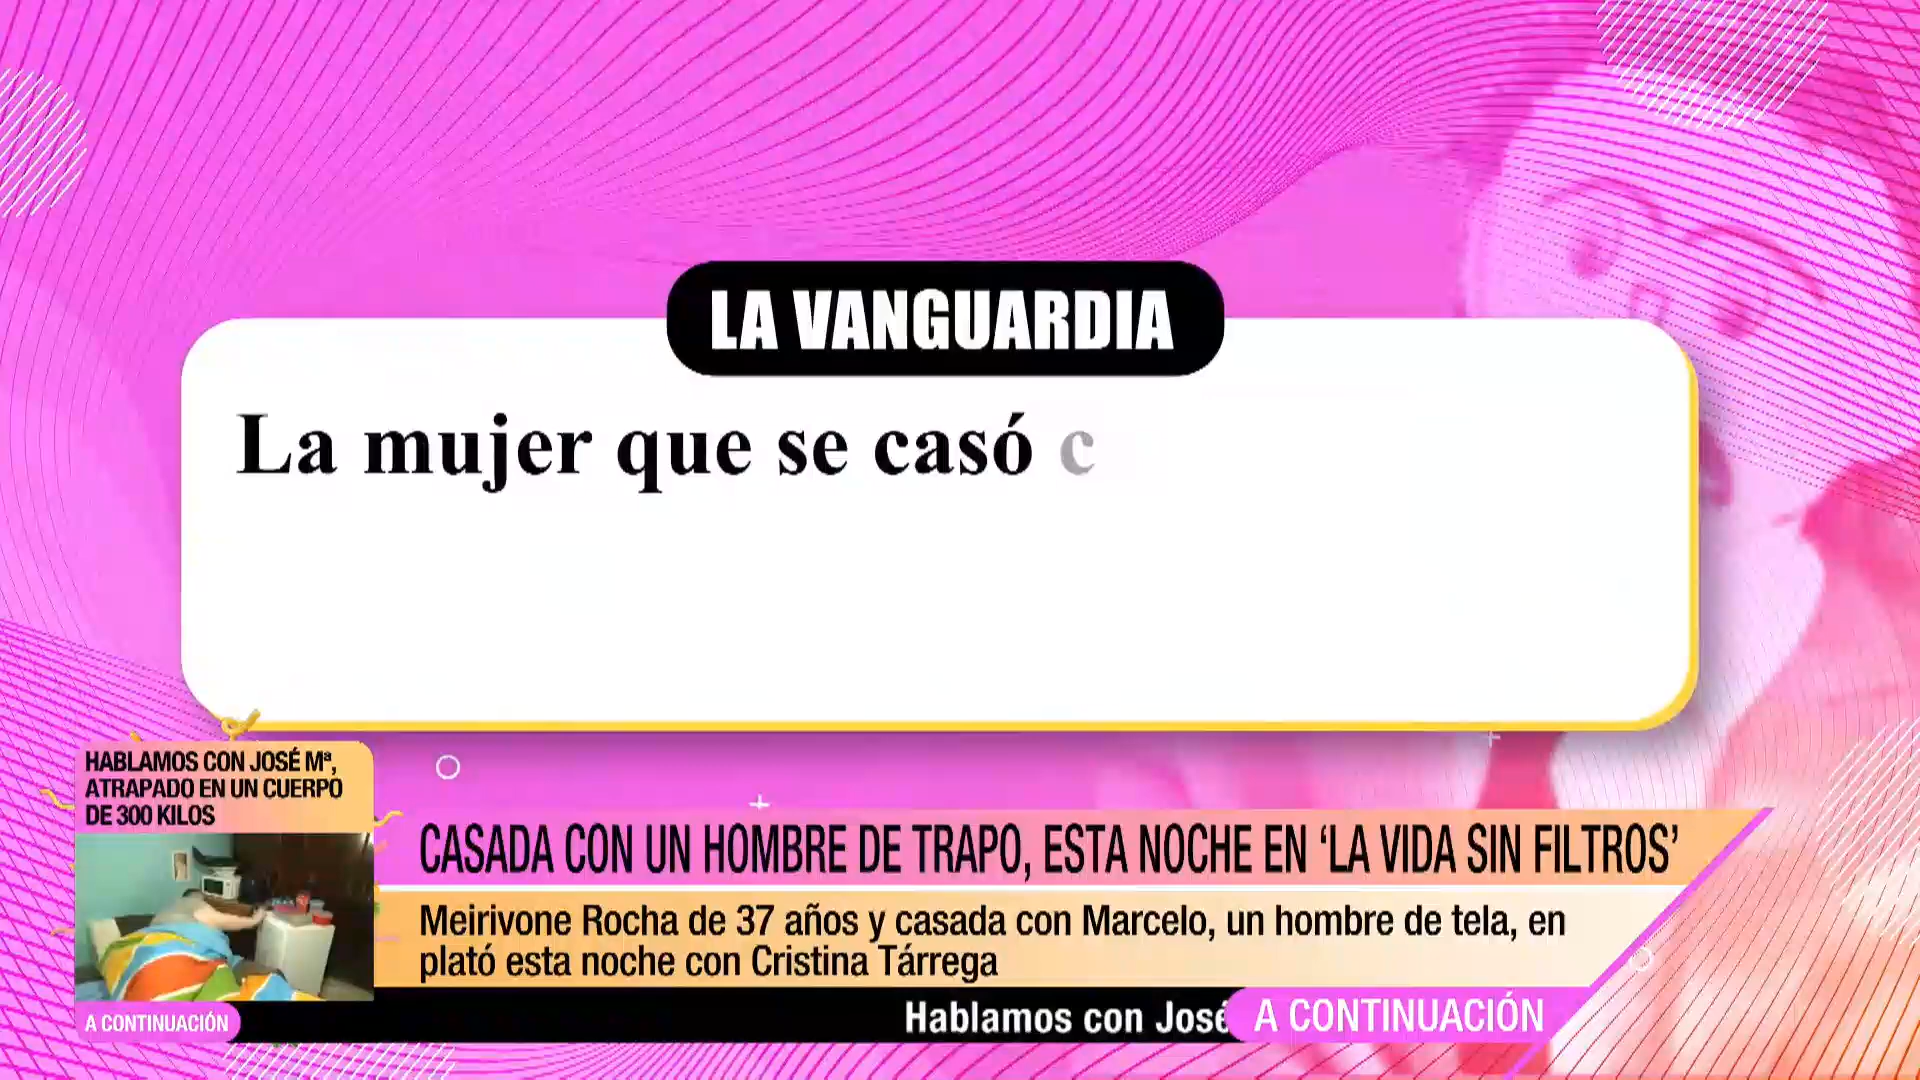 LA VANGUARDIA
La mujer que se casó c
HABLAMOS CON JOSÉ Mª,
ATRAPADO EN UN CUERPO
DE 300 KILOS
A CONTINUACIÓN
CASADA CON UN HOMBRE DE TRAPO, ESTA NOCHE EN ‘LA VIDA SIN FILTROS’
Meirivone Rocha de 37 años y casada con Marcelo, un hombre de tela, en
plató esta noche con Cristina Tárrega
Hablamos con José
A CONTINUACIÓN